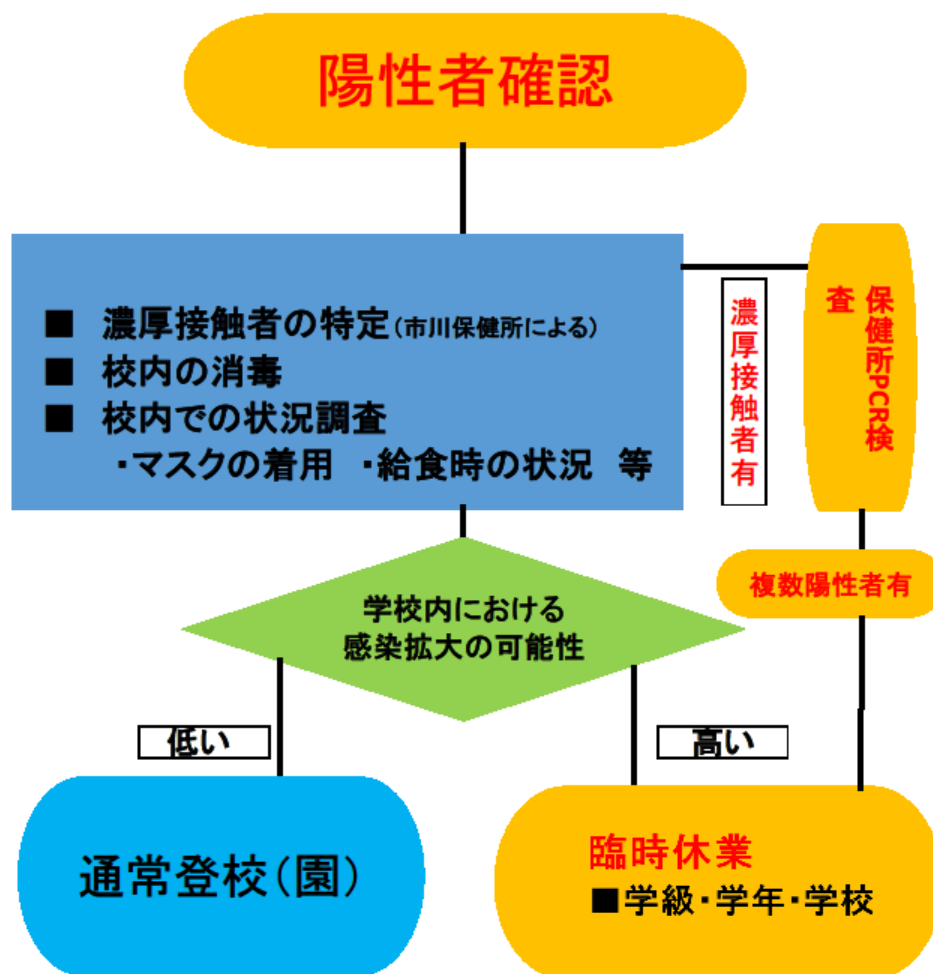 陽性者確認
■ 濃厚接触者の特定(市川保健所による)
■ 校内の消毒
■ 校内での状況調査
・マスクの着用 ・給食時の状況 等
濃厚接触者有
保健所PCR検
査
複数陽性者有
学校内における
感染拡大の可能性
低い
高い
通常登校(園)
臨時休業
■学級・学年・学校